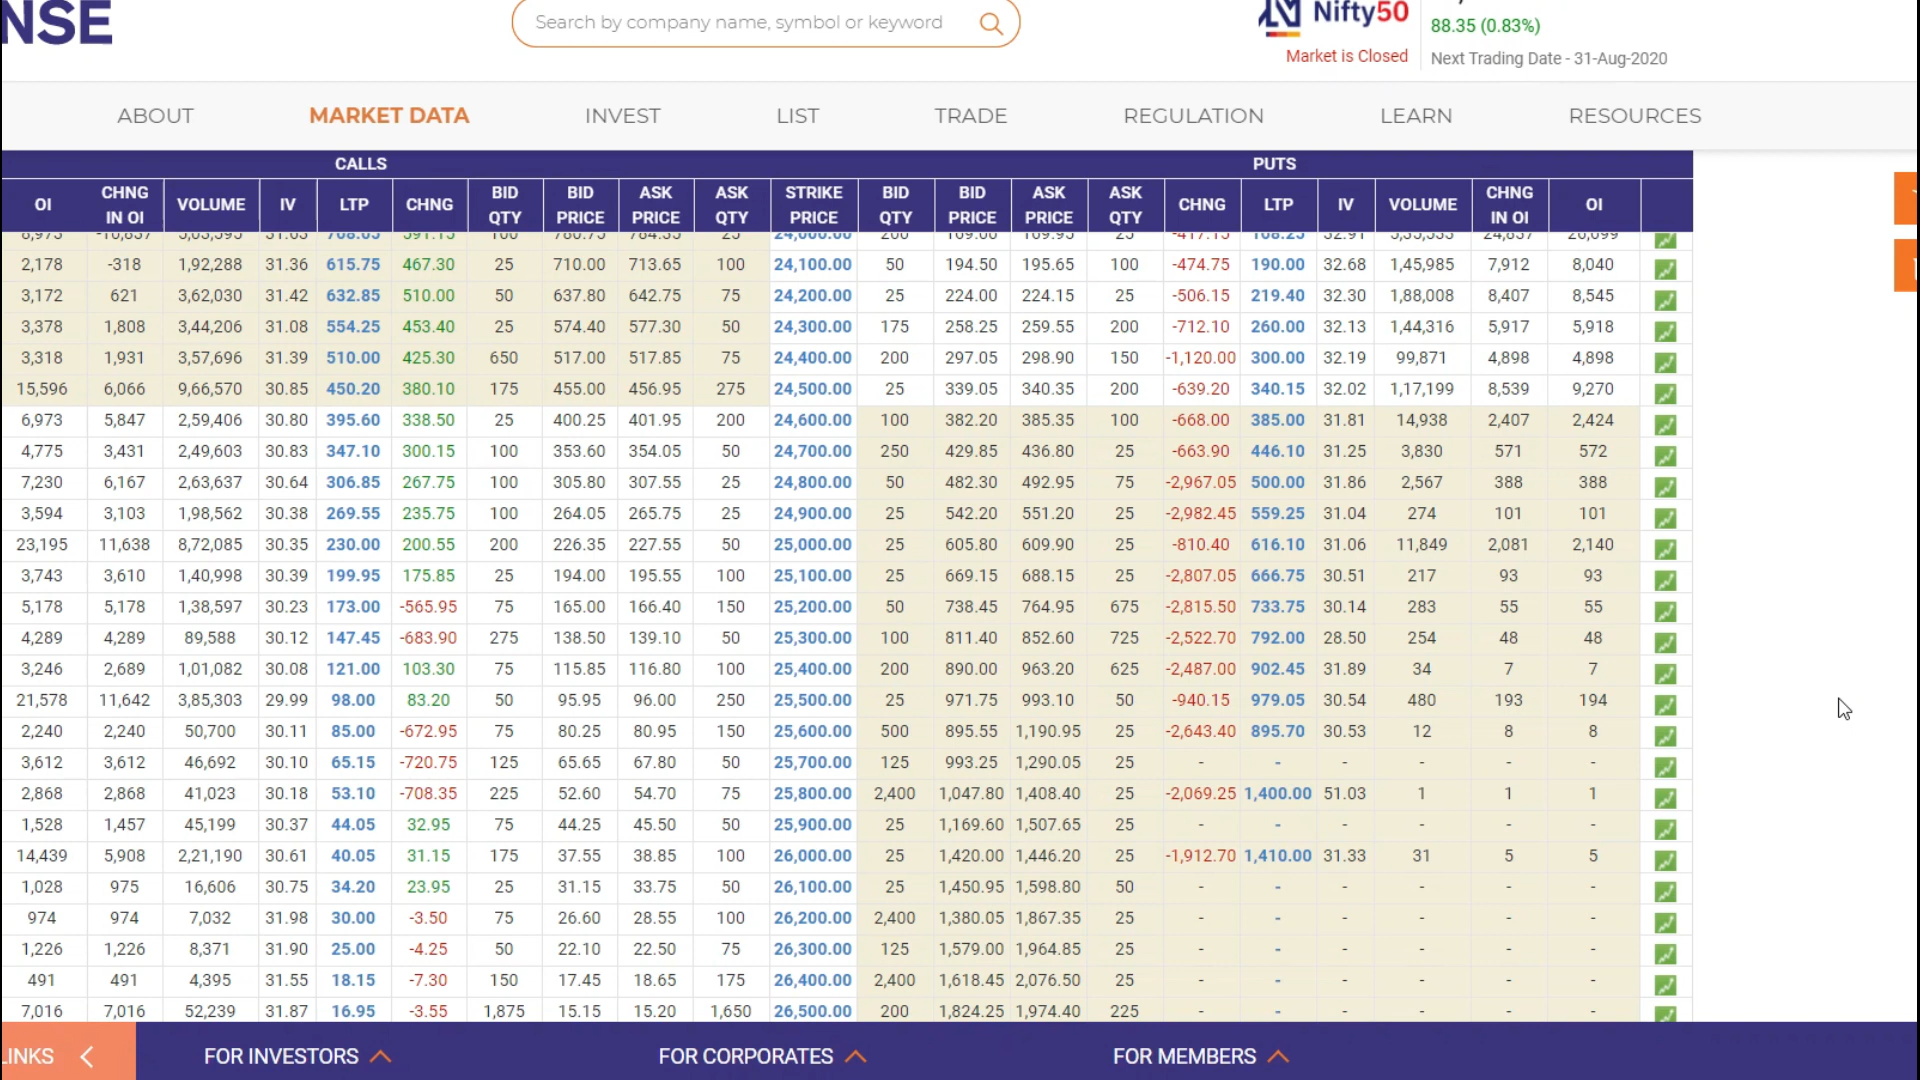 NSE
Search by company name, symbol or keyword
Nifty50
88.35 (0.83%)
Market is Closed
Next Trading Date - 31-Aug-2020
ABOUT MARKET DATA INVEST LIST TRADE REGULATION LEARN RESOURCES
CALLS PUTS
OI CHNG IN OI VOLUME IV LTP CHNG BID QTY BID PRICE ASK PRICE ASK QTY STRIKE PRICE BID QTY BID PRICE ASK PRICE ASK QTY CHNG LTP IV VOLUME CHNG IN OI OI
2,178 -318 1,92,288 31.36 615.75 467.30 25 710.00 713.65 100 24,100.00 50 194.50 195.65 100 -474.75 190.00 32.68 1,45,985 7,912 8,040
3,172 621 3,62,030 31.42 632.85 510.00 50 637.80 642.75 75 24,200.00 25 224.00 224.15 25 -506.15 219.40 32.30 1,88,008 8,407 8,545
3,378 1,808 3,44,206 31.08 554.25 453.40 25 574.40 577.30 50 24,300.00 175 258.25 259.55 200 -712.10 260.00 32.13 1,44,316 5,917 5,918
3,318 1,931 3,57,696 31.39 510.00 425.30 650 517.00 517.85 75 24,400.00 200 297.05 298.90 150 -1,120.00 300.00 32.19 99,871 4,898 4,898
15,596 6,066 9,66,570 30.85 450.20 380.10 175 455.00 456.95 275 24,500.00 25 339.05 340.35 200 -639.20 340.15 32.02 1,17,199 8,539 9,270
6,973 5,847 2,59,406 30.80 395.60 338.50 25 400.25 401.95 200 24,600.00 100 382.20 385.35 100 -668.00 385.00 31.81 14,938 2,407 2,424
4,775 3,431 2,49,603 30.83 347.10 300.15 100 353.60 354.05 50 24,700.00 250 429.85 436.80 25 -663.90 446.10 31.25 3,830 571 572
7,230 6,167 2,63,637 30.64 306.85 267.75 100 305.80 307.55 25 24,800.00 50 482.30 492.95 75 -2,967.05 500.00 31.86 2,567 388 388
3,594 3,103 1,98,562 30.38 269.55 235.75 100 264.05 265.75 25 24,900.00 25 542.20 551.20 25 -2,982.45 559.25 31.04 274 101 101
23,195 11,638 8,72,085 30.35 230.00 200.55 200 226.35 227.55 50 25,000.00 25 605.80 609.90 25 -810.40 616.10 31.06 11,849 2,081 2,140
3,743 3,610 1,40,998 30.39 199.95 175.85 25 194.00 195.55 100 25,100.00 25 669.15 688.15 25 -2,807.05 666.75 30.51 217 93 93
5,178 5,178 1,38,597 30.23 173.00 -565.95 75 165.00 166.40 150 25,200.00 50 738.45 764.95 675 -2,815.50 733.75 30.14 283 55 55
4,289 4,289 89,588 30.12 147.45 -683.90 275 138.50 139.10 50 25,300.00 100 811.40 852.60 725 -2,522.70 792.00 28.50 254 48 48
3,246 2,689 1,01,082 30.08 121.00 103.30 75 115.85 116.80 100 25,400.00 200 890.00 963.20 625 -2,487.00 902.45 31.89 34 7 7
21,578 11,642 3,85,303 29.99 98.00 83.20 50 95.95 96.00 250 25,500.00 25 971.75 993.10 50 -940.15 979.05 30.54 480 193 194
2,240 2,240 50,700 30.11 85.00 -672.95 75 80.25 80.95 150 25,600.00 500 895.55 1,190.95 25 -2,643.40 895.70 30.53 12 8 8
3,612 3,612 46,692 30.10 65.15 -720.75 125 65.65 67.80 50 25,700.00 125 993.25 1,290.05 25 - - - - - -
2,868 2,868 41,023 30.18 53.10 -708.35 225 52.60 54.70 75 25,800.00 2,400 1,047.80 1,408.40 25 -2,069.25 1,400.00 51.03 1 1 1
1,528 1,457 45,199 30.37 44.05 32.95 75 44.25 45.50 50 25,900.00 25 1,169.60 1,507.65 25 - - - - - -
14,439 5,908 2,21,190 30.61 40.05 31.15 175 37.55 38.85 100 26,000.00 25 1,420.00 1,446.20 25 -1,912.70 1,410.00 31.33 31 5 5
1,028 975 16,606 30.75 34.20 23.95 25 31.15 33.75 50 26,100.00 25 1,450.95 1,598.80 50 - - - - - -
974 974 7,032 31.98 30.00 -3.50 75 26.60 28.55 100 26,200.00 2,400 1,380.05 1,867.35 25 - - - - - -
1,226 1,226 8,371 31.90 25.00 -4.25 50 22.10 22.50 75 26,300.00 125 1,579.00 1,964.85 25 - - - - - -
491 491 4,395 31.55 18.15 -7.30 150 17.45 18.65 175 26,400.00 2,400 1,618.45 2,076.50 25 - - - - - -
7,016 7,016 52,239 31.87 16.95 -3.55 1,875 15.15 15.20 1,650 26,500.00 200 1,824.25 1,974.40 225 - - - - - -
LINKS FOR INVESTORS FOR CORPORATES FOR MEMBERS